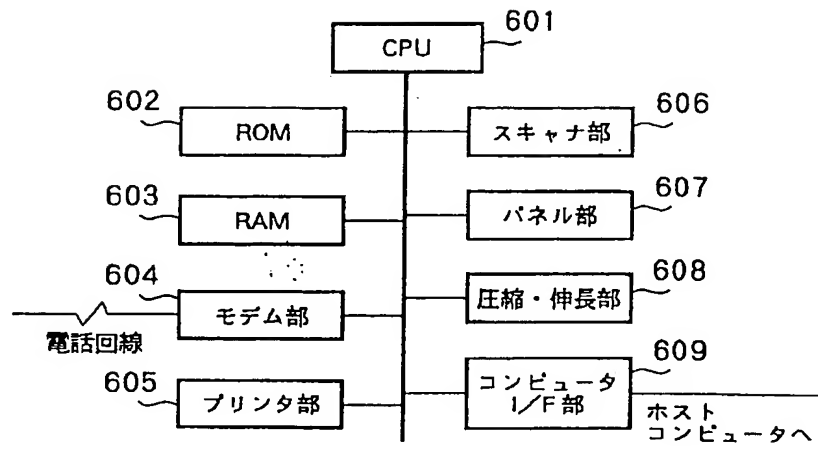 601
CPU
602
ROM
606
スキャナ部
603
RAM
607
パネル部
604
モデム部
電話回線
608
圧縮・伸長部
605
プリンタ部
609
コンピュータ
I/F部
ホスト
コンピュータへ